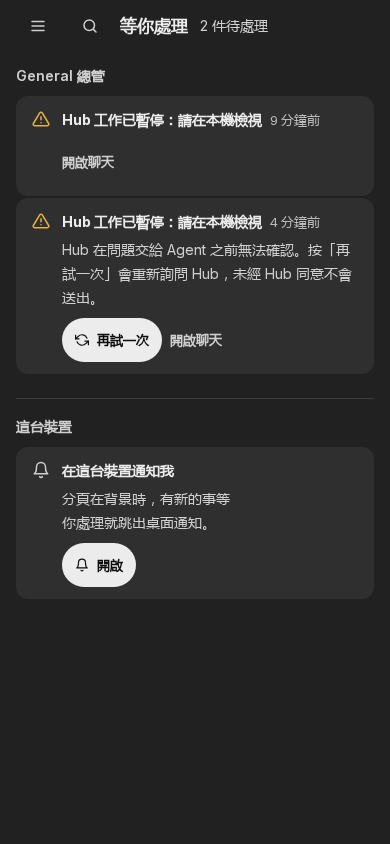 等你處理 2 件待處理
General 總管
Hub 工作已暫停：請在本機檢視 9 分鐘前
開啟聊天
Hub 工作已暫停：請在本機檢視 4 分鐘前
Hub 在問題交給 Agent 之前無法確認。按「再
試一次」會重新詢問 Hub，未經 Hub 同意不會
送出。
再試一次 開啟聊天
這台裝置
在這台裝置通知我
分頁在背景時，有新的事等
你處理就跳出桌面通知。
開啟